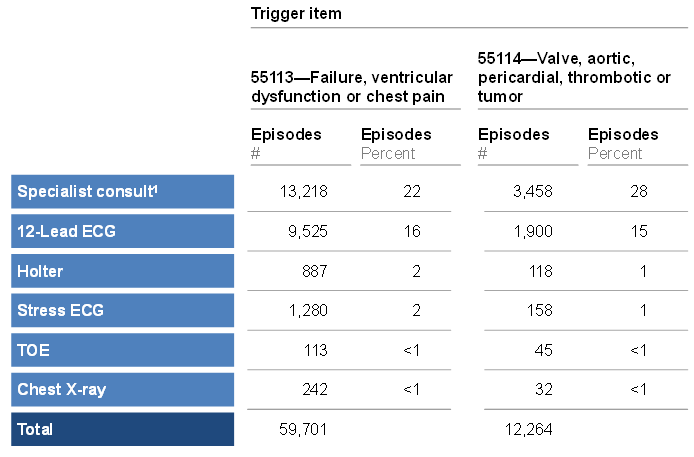 Trigger item
55113—Failure, ventricular dysfunction or chest pain
55114—Valve, aortic, pericardial, thrombotic or tumor
Episodes # Episodes Percent Episodes # Episodes Percent
Specialist consult¹ 13,218 22 3,458 28
12-Lead ECG 9,525 16 1,900 15
Holter 887 2 118 1
Stress ECG 1,280 2 158 1
TOE 113 <1 45 <1
Chest X-ray 242 <1 32 <1
Total 59,701 12,264